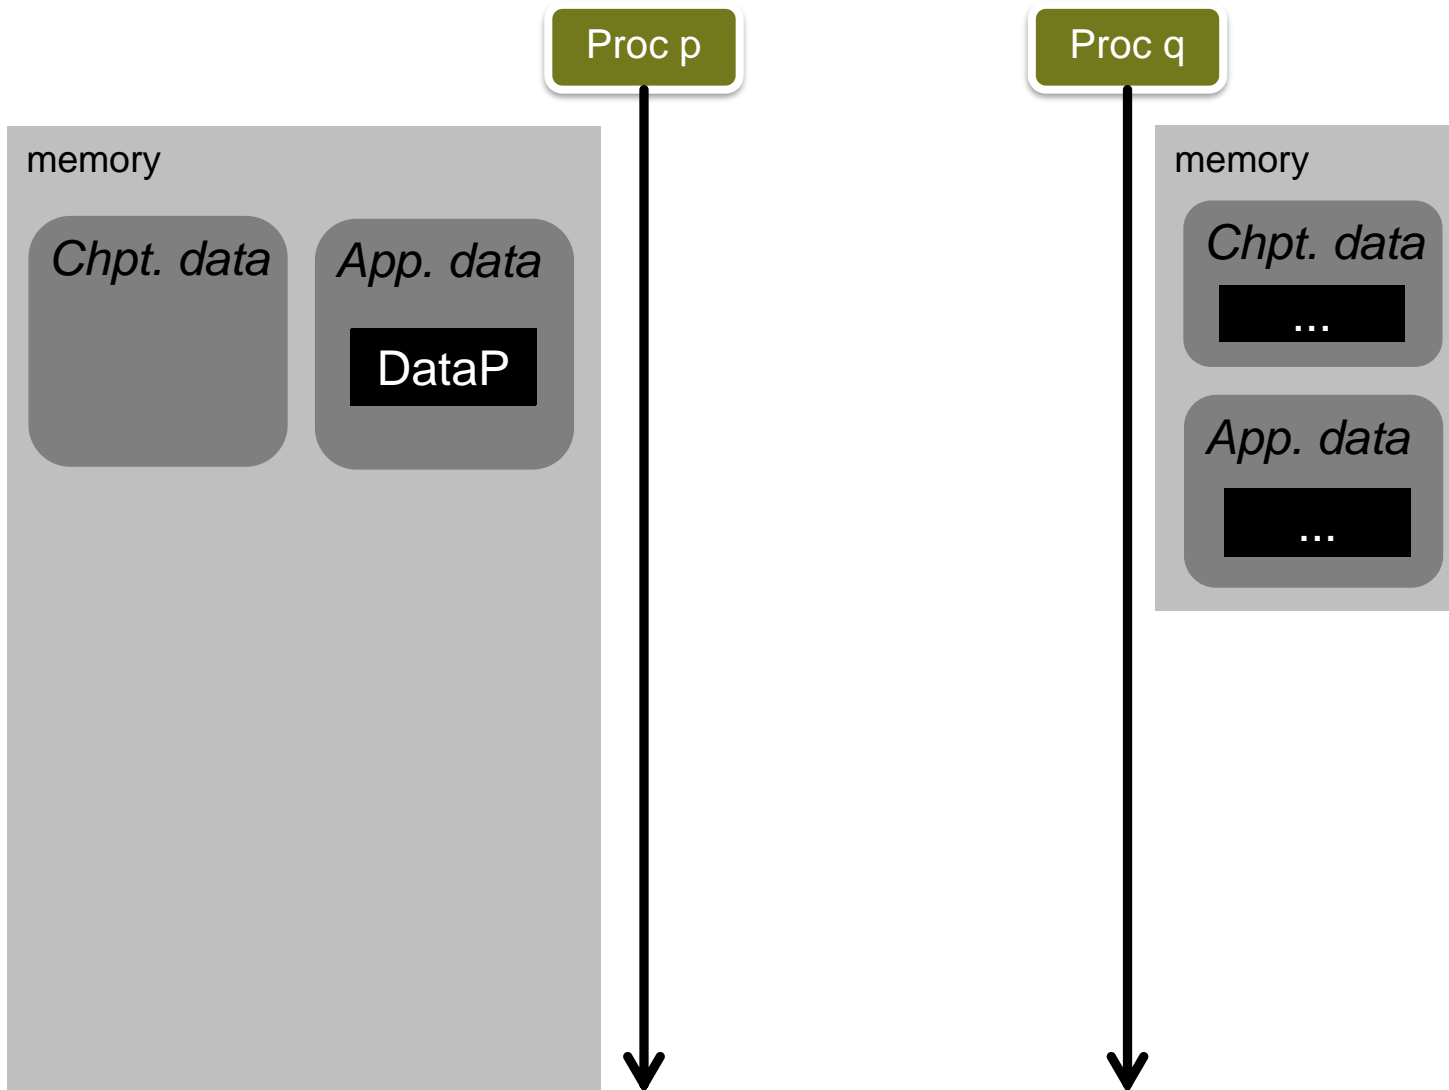 Proc p
Proc q
memory
Chpt. data
App. data
DataP
memory
Chpt. data
...
App. data
...